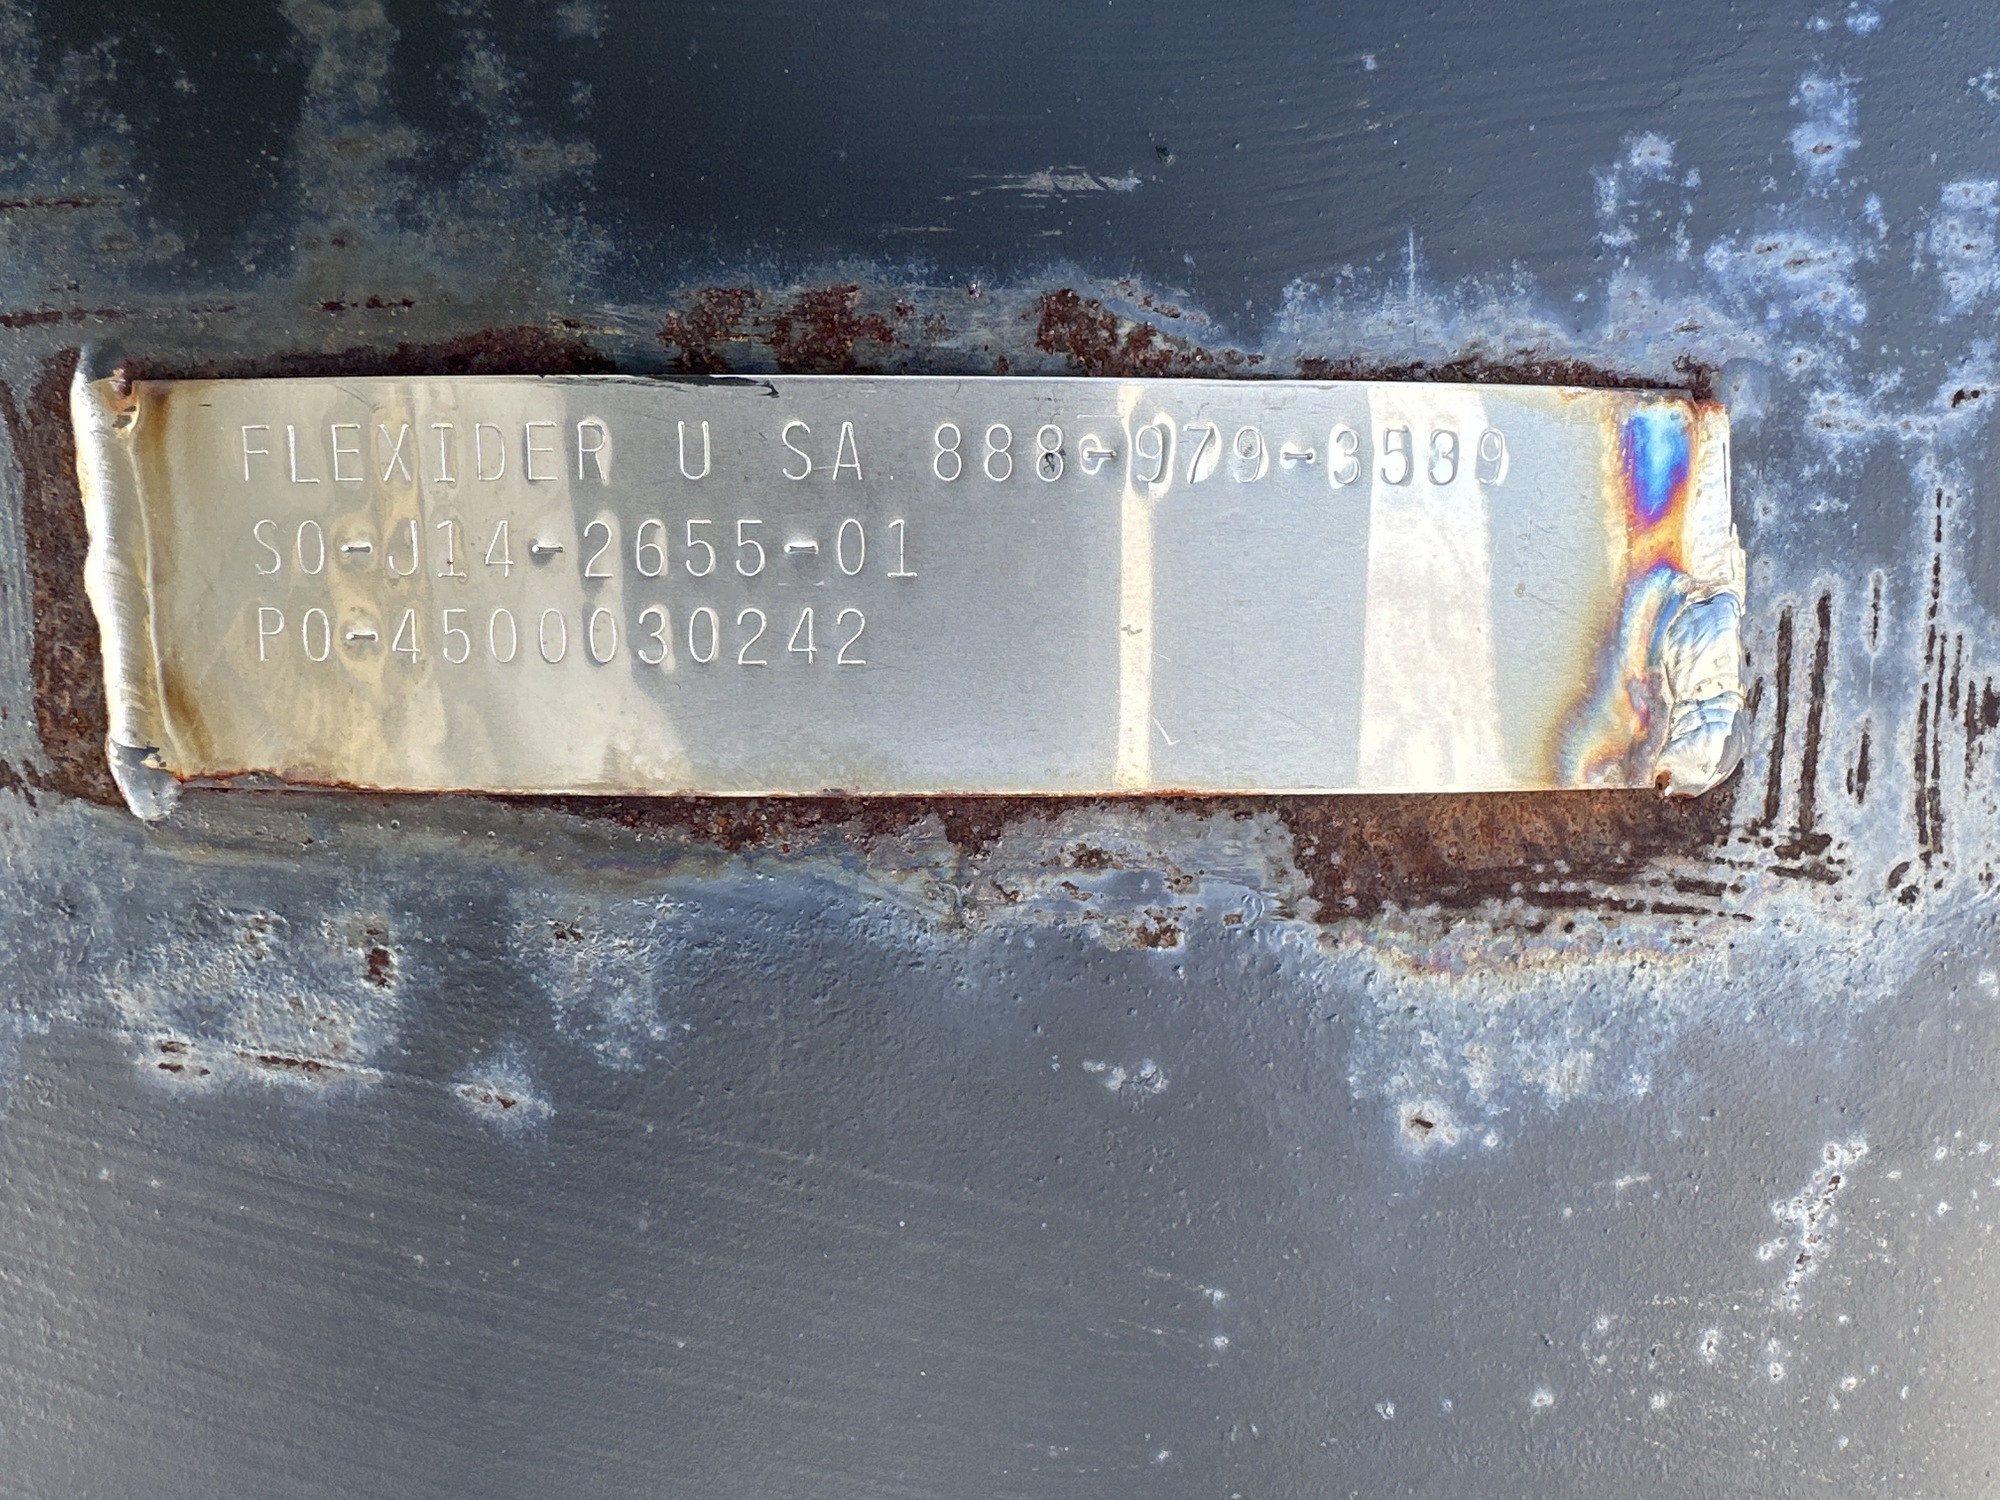 FLEXIDER U SA. 888-979-3539
SO-J14-2655-01
PO-4500030242